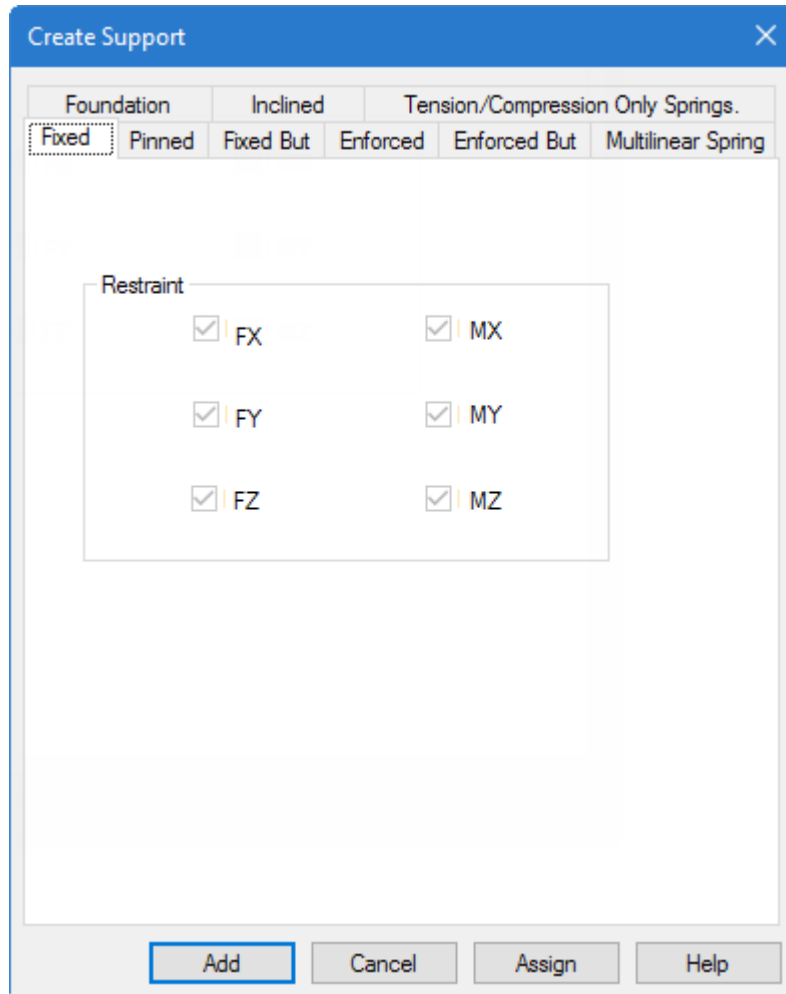 Create Support
Foundation Inclined Tension/Compression Only Springs.
Fixed Pinned Fixed But Enforced Enforced But Multilinear Spring
Restraint
FX MX
FY MY
FZ MZ
Add Cancel Assign Help